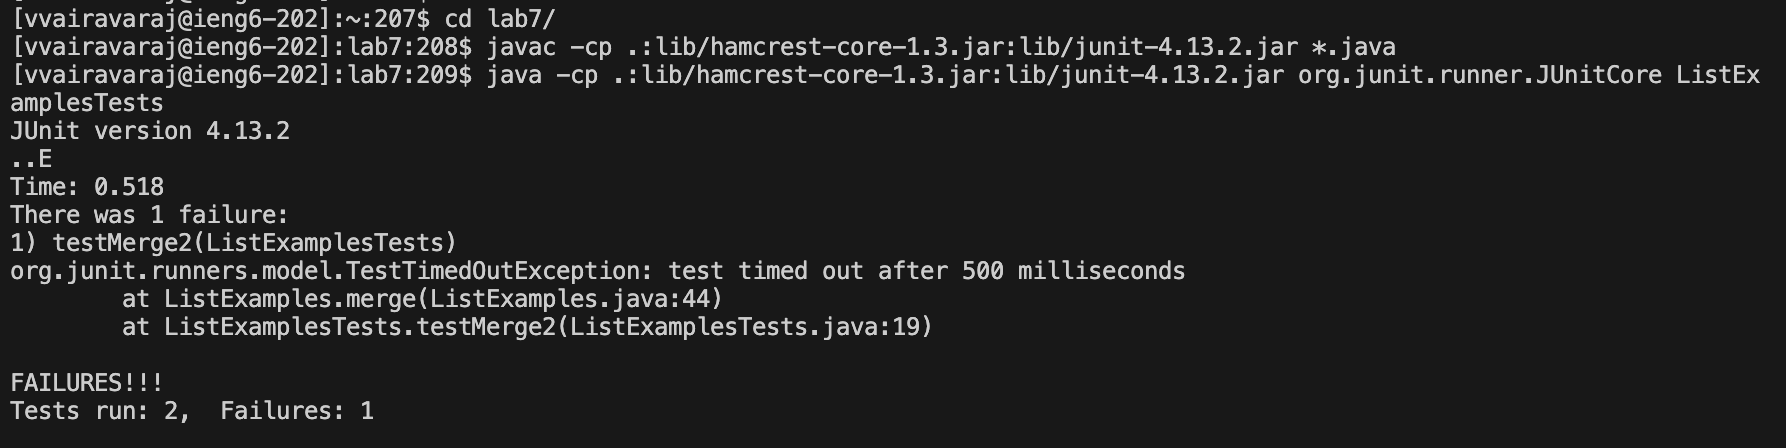 [vvairavaraj@ieng6-202]:~:207$ cd lab7/
[vvairavaraj@ieng6-202]:lab7:208$ javac -cp .:lib/hamcrest-core-1.3.jar:lib/junit-4.13.2.jar *.java
[vvairavaraj@ieng6-202]:lab7:209$ java -cp .:lib/hamcrest-core-1.3.jar:lib/junit-4.13.2.jar org.junit.runner.JUnitCore ListEx
amplesTests
JUnit version 4.13.2
..E
Time: 0.518
There was 1 failure:
1) testMerge2(ListExamplesTests)
org.junit.runners.model.TestTimedOutException: test timed out after 500 milliseconds
at ListExamples.merge(ListExamples.java:44)
at ListExamplesTests.testMerge2(ListExamplesTests.java:19)
FAILURES!!!
Tests run: 2,  Failures: 1